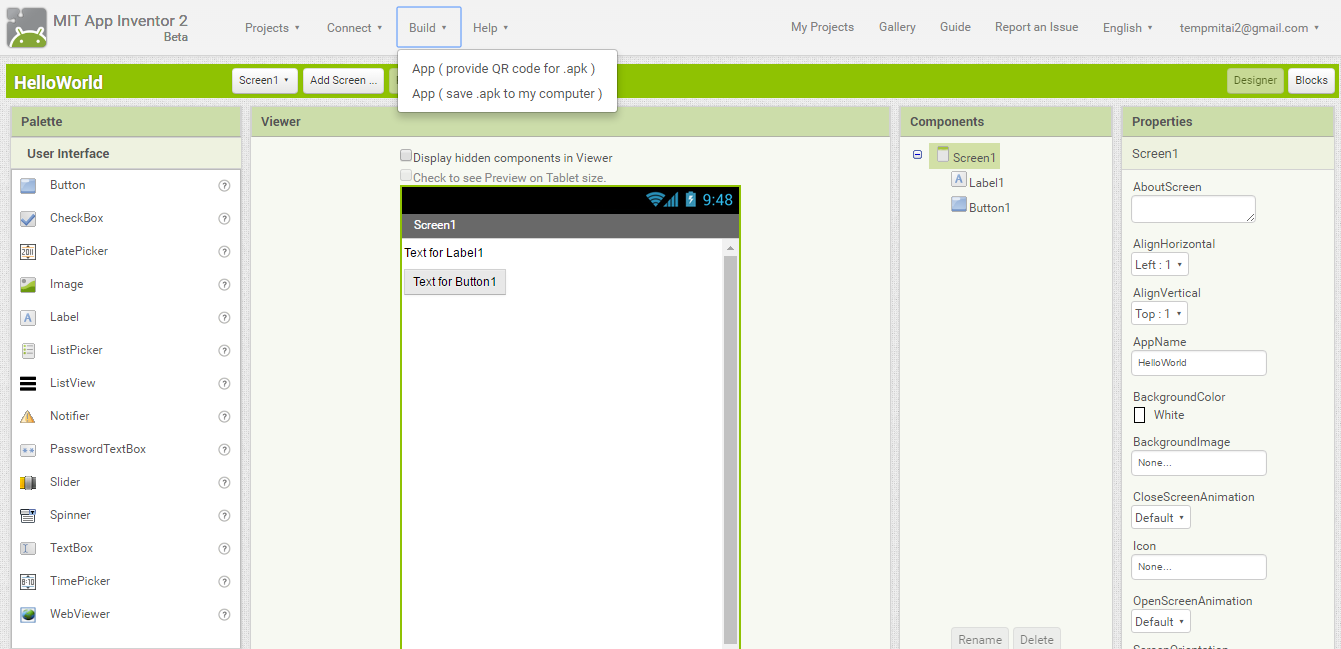 MIT App Inventor 2
Beta
Projects
Connect
Build
Help
My Projects
Gallery
Guide
Report an Issue
English
tempmitai2@gmail.com
App ( provide QR code for .apk )
App ( save .apk to my computer )
HelloWorld
Screen1
Add Screen ...
Designer
Blocks
Palette
User Interface
Button
CheckBox
DatePicker
Image
Label
ListPicker
ListView
Notifier
PasswordTextBox
Slider
Spinner
TextBox
TimePicker
WebViewer
Viewer
Display hidden components in Viewer
Check to see Preview on Tablet size.
9:48
Screen1
Text for Label1
Text for Button1
Components
Screen1
Label1
Button1
Rename
Delete
Properties
Screen1
AboutScreen
AlignHorizontal
Left : 1
AlignVertical
Top : 1
AppName
HelloWorld
BackgroundColor
White
BackgroundImage
None...
CloseScreenAnimation
Default
Icon
None...
OpenScreenAnimation
Default
ScreenOrientation